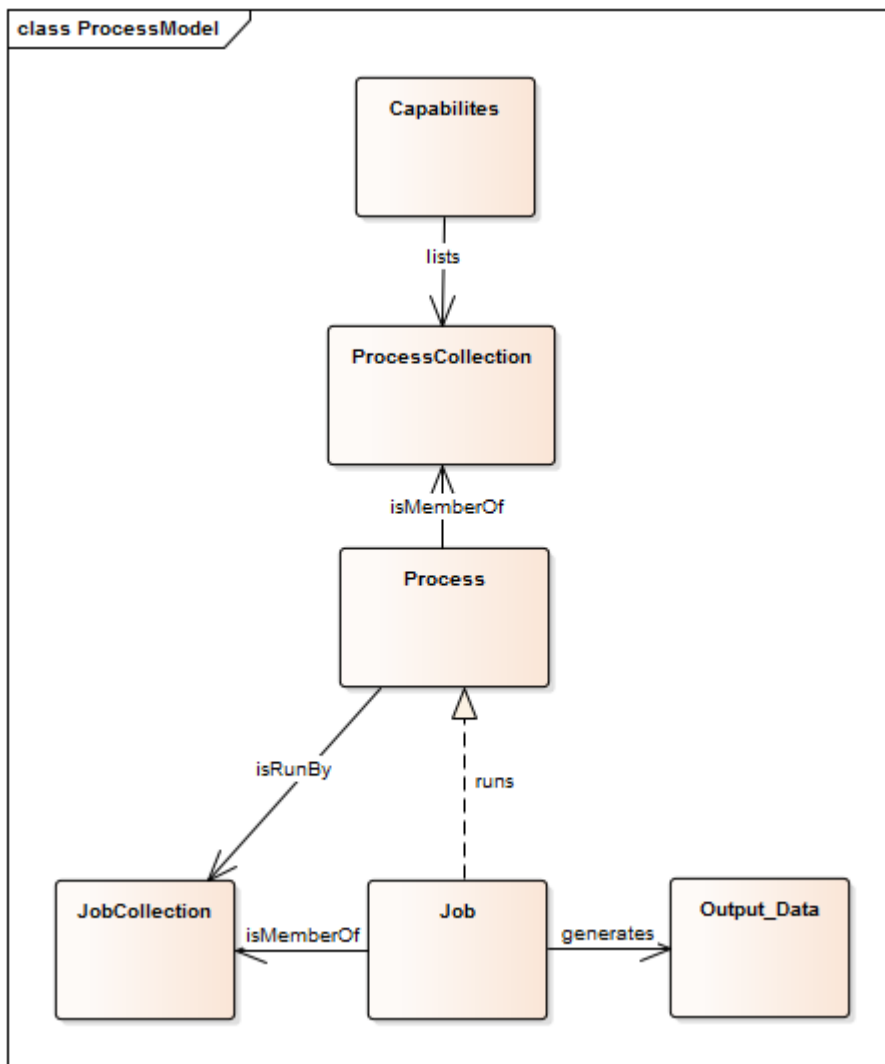 class ProcessModel
Capabilites
lists
ProcessCollection
isMemberOf
Process
isRunBy
runs
JobCollection
isMemberOf
Job
generates
Output_Data